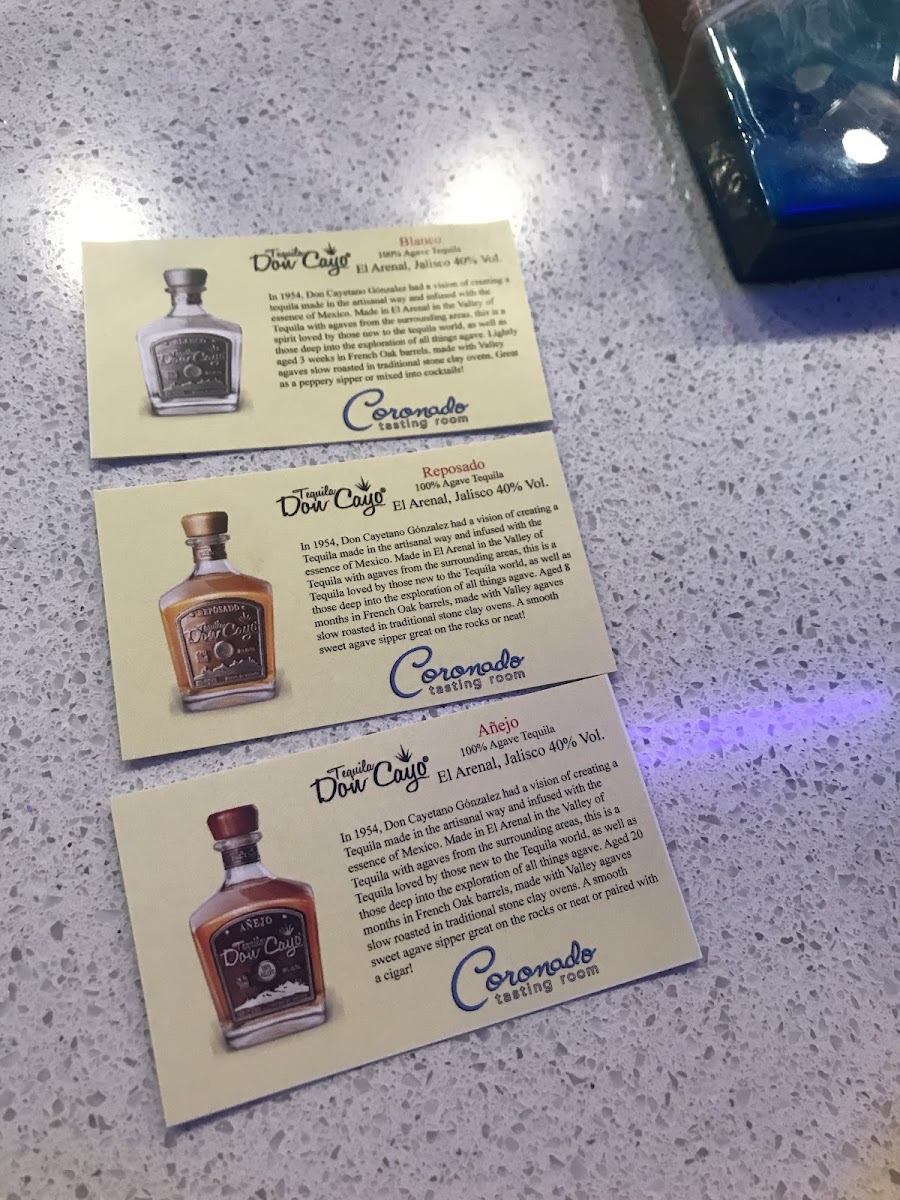 Tequila
Don Cayo®
Blanco
100% Agave Tequila
El Arenal, Jalisco 40% Vol.
In 1954, Don Cayetano Gónzalez had a vision of creating a
tequila made in the artisanal way and infused with the
essence of Mexico. Made in El Arenal in the Valley of
Tequila with agaves from the surrounding areas, this is a
spirit loved by those new to the tequila world, as well as
those deep into the exploration of all things agave. Lightly
aged 3 weeks in French Oak barrels, made with Valley
agaves slow roasted in traditional stone clay ovens. Great
as a peppery sipper or mixed into cocktails!
BLANCO
Don Cayo
Coronado
tasting room
Tequila
Don Cayo®
Reposado
100% Agave Tequila
El Arenal, Jalisco 40% Vol.
In 1954, Don Cayetano Gónzalez had a vision of creating a
Tequila made in the artisanal way and infused with the
essence of Mexico. Made in El Arenal in the Valley of
Tequila with agaves from the surrounding areas, this is a
Tequila loved by those new to the Tequila world, as well as
those deep into the exploration of all things agave. Aged 8
months in French Oak barrels, made with Valley agaves
slow roasted in traditional stone clay ovens. A smooth
sweet agave sipper great on the rocks or neat!
REPOSADO
Tequila
Don Cayo
Coronado
tasting room
Tequila
Don Cayo®
Añejo
100% Agave Tequila
El Arenal, Jalisco 40% Vol.
In 1954, Don Cayetano Gónzalez had a vision of creating a
Tequila made in the artisanal way and infused with the
essence of Mexico. Made in El Arenal in the Valley of
Tequila with agaves from the surrounding areas, this is a
Tequila loved by those new to the Tequila world, as well as
those deep into the exploration of all things agave. Aged 20
months in French Oak barrels, made with Valley agaves
slow roasted in traditional stone clay ovens. A smooth
sweet agave sipper great on the rocks or neat or paired with
a cigar!
AÑEJO
Tequila
Don Cayo
Coronado
tasting room